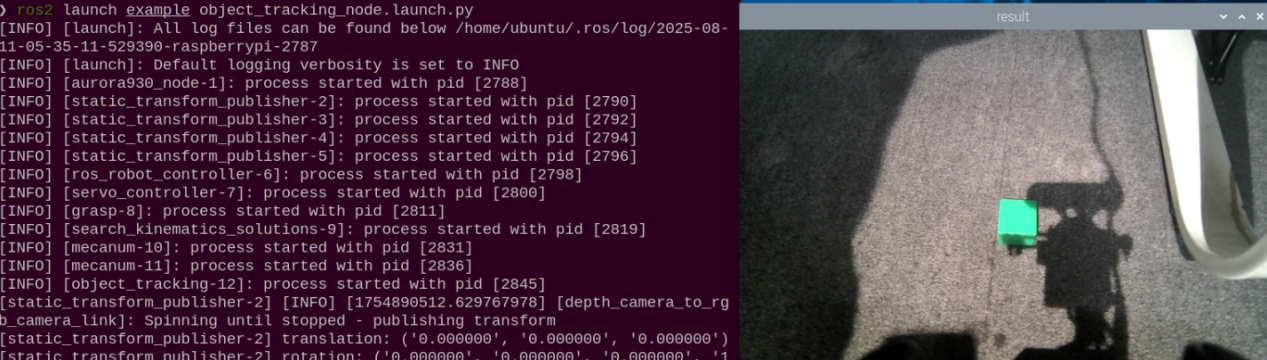 ❯ ros2 launch example object_tracking_node.launch.py
[INFO] [launch]: All log files can be found below /home/ubuntu/.ros/log/2025-08-
11-05-35-11-529390-raspberrypi-2787
[INFO] [launch]: Default logging verbosity is set to INFO
[INFO] [aurora930_node-1]: process started with pid [2788]
[INFO] [static_transform_publisher-2]: process started with pid [2790]
[INFO] [static_transform_publisher-3]: process started with pid [2792]
[INFO] [static_transform_publisher-4]: process started with pid [2794]
[INFO] [static_transform_publisher-5]: process started with pid [2796]
[INFO] [ros_robot_controller-6]: process started with pid [2798]
[INFO] [servo_controller-7]: process started with pid [2800]
[INFO] [grasp-8]: process started with pid [2811]
[INFO] [search_kinematics_solutions-9]: process started with pid [2819]
[INFO] [mecanum-10]: process started with pid [2831]
[INFO] [mecanum-11]: process started with pid [2836]
[INFO] [object_tracking-12]: process started with pid [2845]
[static_transform_publisher-2] [INFO] [1754890512.629767978] [depth_camera_to_rg
b_camera_link]: Spinning until stopped - publishing transform
[static_transform_publisher-2] translation: ('0.000000', '0.000000', '0.000000')
[static_transform_publisher-2] rotation: ('0.000000', '0.000000', '0.000000', '1
result